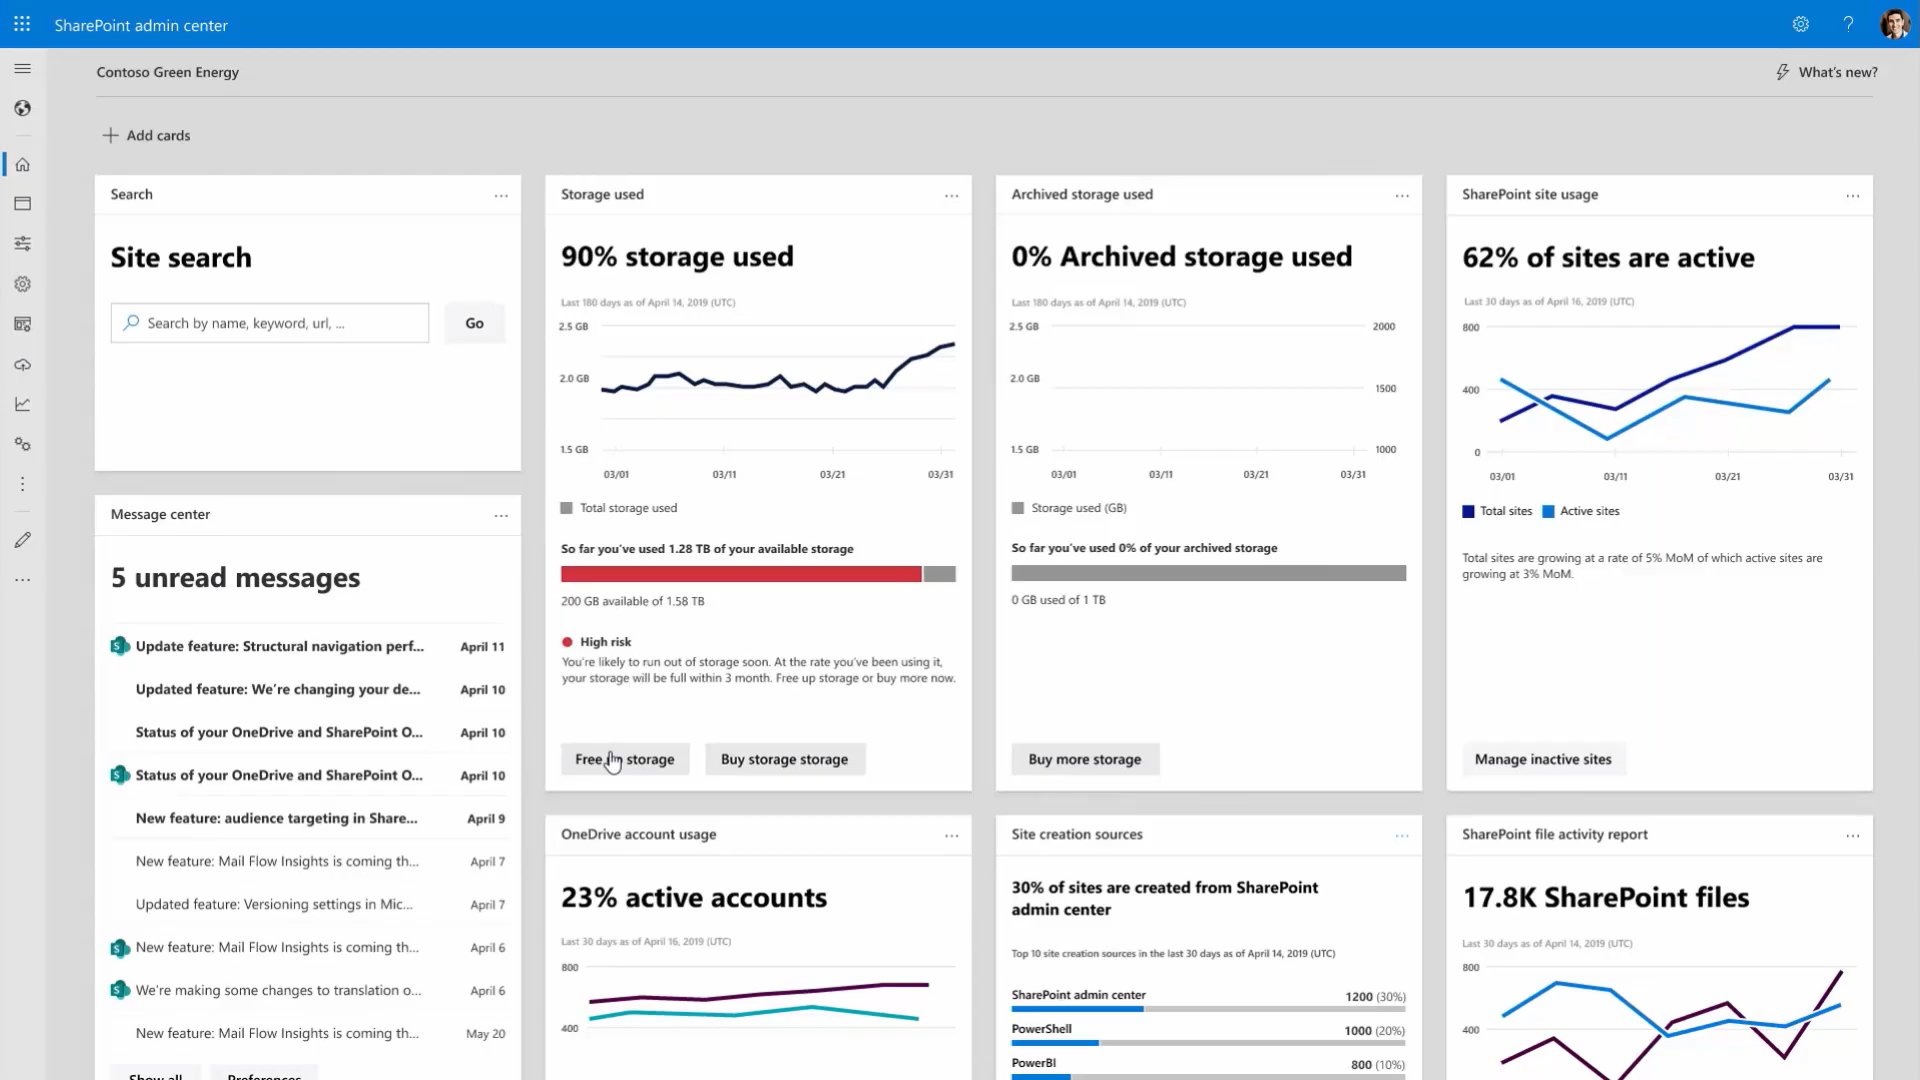 SharePoint admin center
Contoso Green Energy
What's new?
Add cards
Search
Site search
Search by name, keyword, url, ...
Go
Message center
5 unread messages
Update feature: Structural navigation perf...
April 11
Updated feature: We're changing your de...
April 10
Status of your OneDrive and SharePoint O...
April 10
Status of your OneDrive and SharePoint O...
April 10
New feature: audience targeting in Share...
April 9
New feature: Mail Flow Insights is coming th...
April 7
Updated feature: Versioning settings in Mic...
April 7
New feature: Mail Flow Insights is coming th...
April 6
We're making some changes to translation o...
April 6
New feature: Mail Flow Insights is coming th...
May 20
Show all
Preferences
Storage used
90% storage used
Last 180 days as of April 14, 2019 (UTC)
2.5 GB
2.0 GB
1.5 GB
03/01
03/11
03/21
03/31
Total storage used
So far you've used 1.28 TB of your available storage
200 GB available of 1.58 TB
High risk
You're likely to run out of storage soon. At the rate you've been using it,
your storage will be full within 3 month. Free up storage or buy more now.
Free storage
Buy storage storage
Archived storage used
0% Archived storage used
Last 180 days as of April 14, 2019 (UTC)
2.5 GB
2000
2.0 GB
1500
1.5 GB
1000
03/01
03/11
03/21
03/31
Storage used (GB)
So far you've used 0% of your archived storage
0 GB used of 1 TB
Buy more storage
SharePoint site usage
62% of sites are active
Last 30 days as of April 16, 2019 (UTC)
800
400
0
03/01
03/11
03/21
03/31
Total sites
Active sites
Total sites are growing at a rate of 5% MoM of which active sites are
growing at 3% MoM.
Manage inactive sites
OneDrive account usage
23% active accounts
Last 30 days as of April 16, 2019 (UTC)
800
400
Site creation sources
30% of sites are created from SharePoint
admin center
Top 10 site creation sources in the last 30 days as of April 14, 2019 (UTC)
SharePoint admin center
1200 (30%)
PowerShell
1000 (20%)
PowerBI
800 (10%)
SharePoint file activity report
17.8K SharePoint files
Last 30 days as of April 14, 2019 (UTC)
800
400